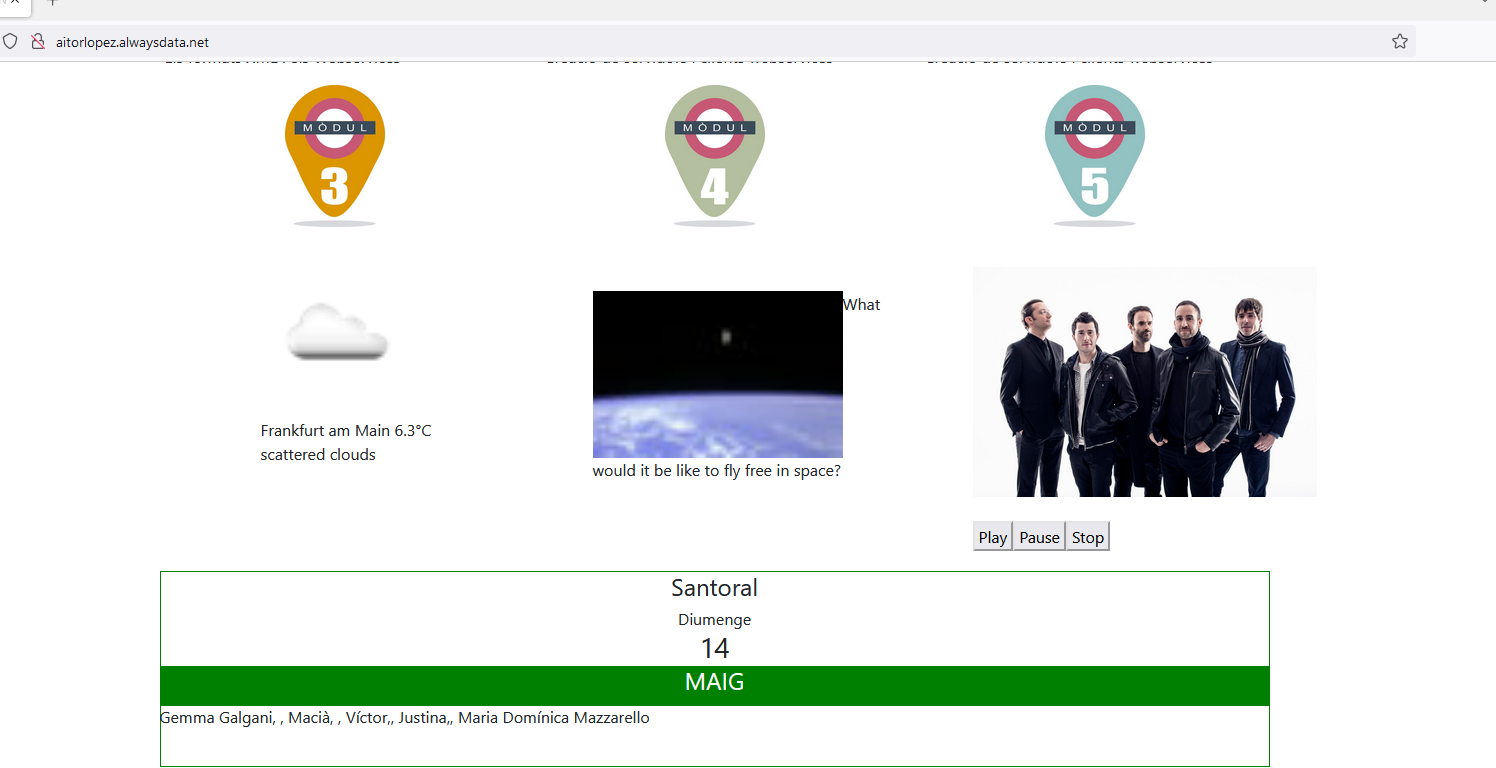 aitorlopez.alwaysdata.net
MÒDUL
3
MÒDUL
4
MÒDUL
5
Frankfurt am Main 6.3°C
scattered clouds
What
would it be like to fly free in space?
Play Pause Stop
Santoral
Diumenge
14
MAIG
Gemma Galgani, , Macià, , Víctor,, Justina,, Maria Domínica Mazzarello